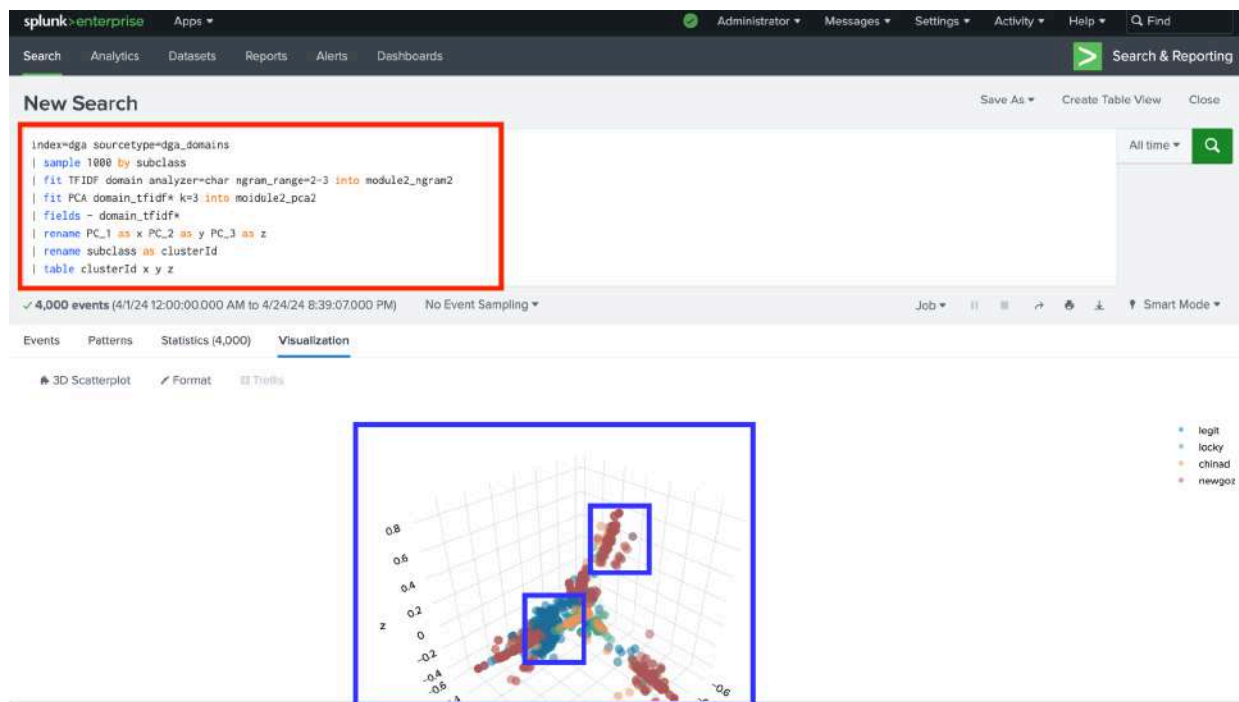 splunk>enterprise Apps Administrator Messages Settings Activity Help Find
Search Analytics Datasets Reports Alerts Dashboards Search & Reporting
New Search Save As Create Table View Close
index=dga sourcetype=dga_domains All time
| sample 1000 by subclass
| fit TFIDF domain analyzer=char ngram_range=2-3 into module2_ngram2
| fit PCA domain_tfidf* k=3 into moidule2_pca2
| fields - domain_tfidf*
| rename PC_1 as x PC_2 as y PC_3 as z
| rename subclass as clusterId
| table clusterId x y z
4,000 events (4/1/24 12:00:00.000 AM to 4/24/24 8:39:07.000 PM) No Event Sampling Job Smart Mode
Events Patterns Statistics (4,000) Visualization
3D Scatterplot Format Trellis
legit
locky
chinad
newgoz
0.8
0.6
0.4
0.2
z
0
-0.2
-0.4
-0.6
-0.6